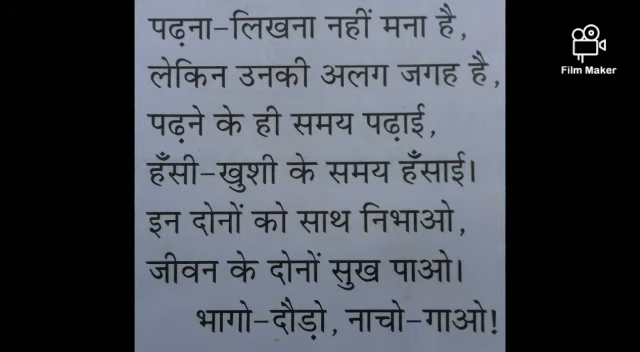 पढ़ना-लिखना नहीं मना है,
लेकिन उनकी अलग जगह है,
पढ़ने के ही समय पढ़ाई,
हँसी-खुशी के समय हँसाई।
इन दोनों को साथ निभाओ,
जीवन के दोनों सुख पाओ।
भागो-दौड़ो, नाचो-गाओ!
Film Maker